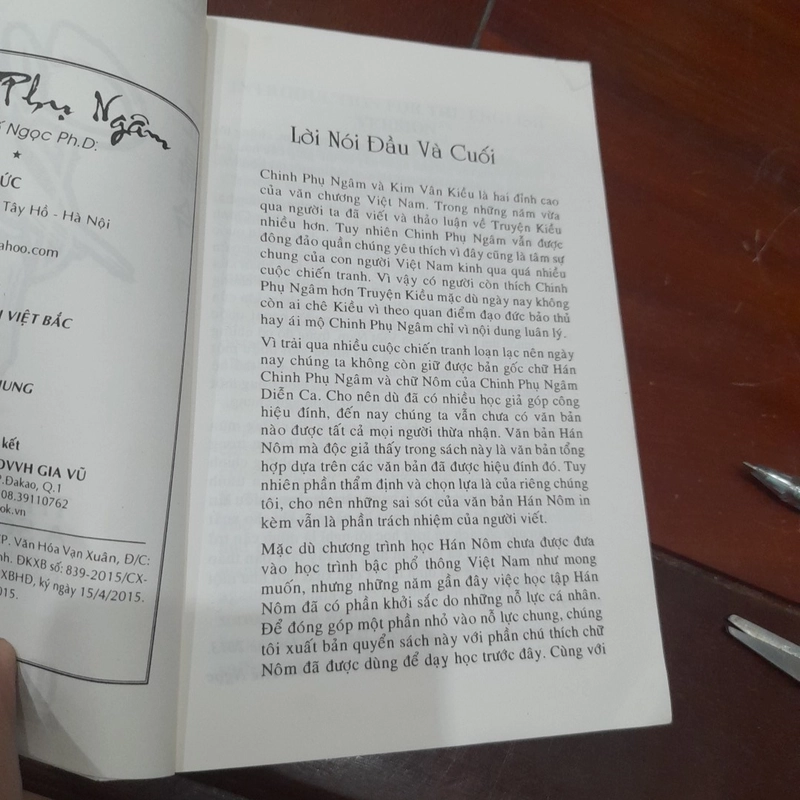 Phụ Ngâm
Ngọc Ph.D:
ỨC
Tây Hồ - Hà Nội
ahoo.com
VIỆT BẮC
HUNG
kết
OVVH GIA VŨ
P.Đakao, Q.1
08.39110762
ok.vn
P. Văn Hóa Vạn Xuân, Đ/C:
nh. ĐKXB số: 839-2015/CX-
XBHĐ, ký ngày 15/4/2015.
015.
Lời Nói Đầu Và Cuối
Chinh Phụ Ngâm và Kim Vân Kiều là hai đỉnh cao
của văn chương Việt Nam. Trong những năm vừa
qua người ta đã viết và thảo luận về Truyện Kiều
nhiều hơn. Tuy nhiên Chinh Phụ Ngâm vẫn được
đông đảo quần chúng yêu thích vì đây cũng là tâm sự
chung của con người Việt Nam kinh qua quá nhiều
cuộc chiến tranh. Vì vậy có người còn thích Chinh
Phụ Ngâm hơn Truyện Kiều mặc dù ngày nay không
còn ai chê Kiều vì theo quan điểm đạo đức bảo thủ
hay ái mộ Chinh Phụ Ngâm chỉ vì nội dung luân lý.
Vì trải qua nhiều cuộc chiến tranh loạn lạc nên ngày
nay chúng ta không còn giữ được bản gốc chữ Hán
Chinh Phụ Ngâm và chữ Nôm của Chinh Phụ Ngâm
Diễn Ca. Cho nên dù đã có nhiều học giả góp công
hiệu đính, đến nay chúng ta vẫn chưa có văn bản
nào được tất cả mọi người thừa nhận. Văn bản Hán
Nôm mà độc giả thấy trong sách này là văn bản tổng
hợp dựa trên các văn bản đã được hiệu đính đó. Tuy
nhiên phần thẩm định và chọn lựa là của riêng chúng
tôi, cho nên những sai sót của văn bản Hán Nôm in
kèm vẫn là phần trách nhiệm của người viết.
Mặc dù chương trình học Hán Nôm chưa được đưa
vào học trình bậc phổ thông Việt Nam như mong
muốn, nhưng những năm gần đây việc học tập Hán
Nôm đã có phần khởi sắc do những nỗ lực cá nhân.
Để đóng góp một phần nhỏ vào nỗ lực chung, chúng
tôi xuất bản quyển sách này với phần chú thích chữ
Nôm đã được dùng để dạy học trước đây. Cùng với